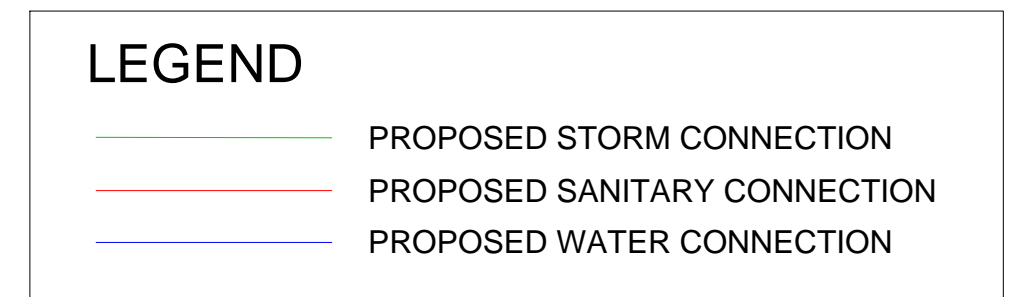 LEGEND
PROPOSED STORM CONNECTION
PROPOSED SANITARY CONNECTION
PROPOSED WATER CONNECTION